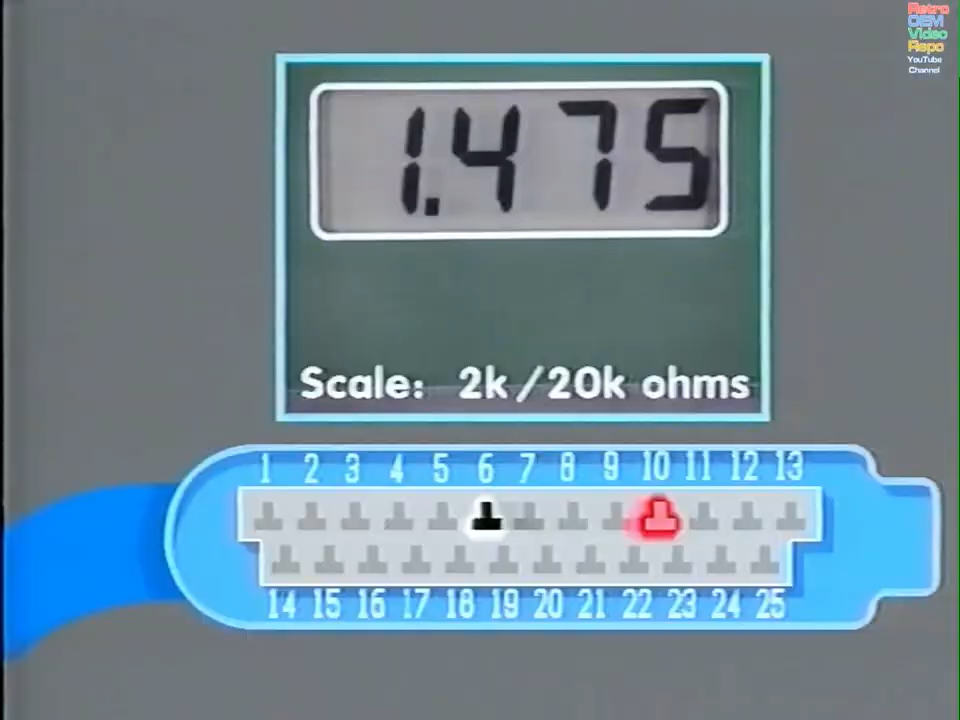 Retro
OEM
Video
Repo
YouTube
Channel
1.475
Scale: 2k/20k ohms
1 2 3 4 5 6 7 8 9 10 11 12 13
14 15 16 17 18 19 20 21 22 23 24 25